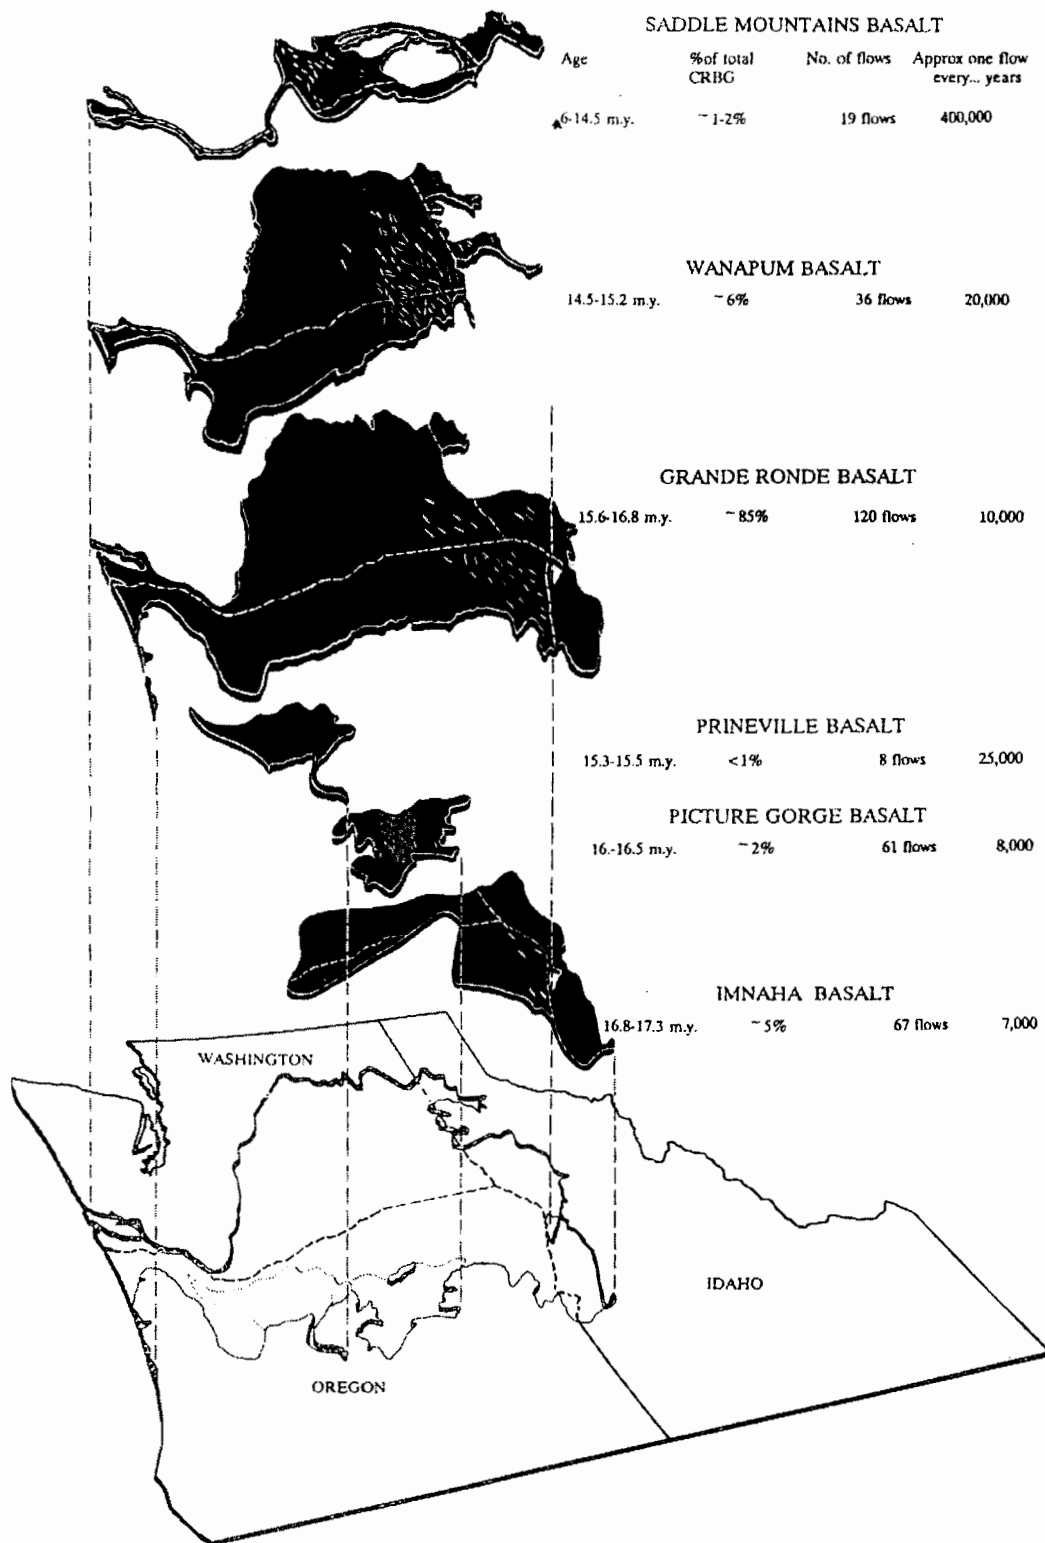 SADDLE MOUNTAINS BASALT
Age %of total No. of flows Approx one flow
CRBG every... years
6-14.5 m.y. ~1-2% 19 flows 400,000
WANAPUM BASALT
14.5-15.2 m.y. ~6% 36 flows 20,000
GRANDE RONDE BASALT
15.6-16.8 m.y. ~85% 120 flows 10,000
PRINEVILLE BASALT
15.3-15.5 m.y. <1% 8 flows 25,000
PICTURE GORGE BASALT
16.-16.5 m.y. ~2% 61 flows 8,000
IMNAHA BASALT
16.8-17.3 m.y. ~5% 67 flows 7,000
WASHINGTON
IDAHO
OREGON